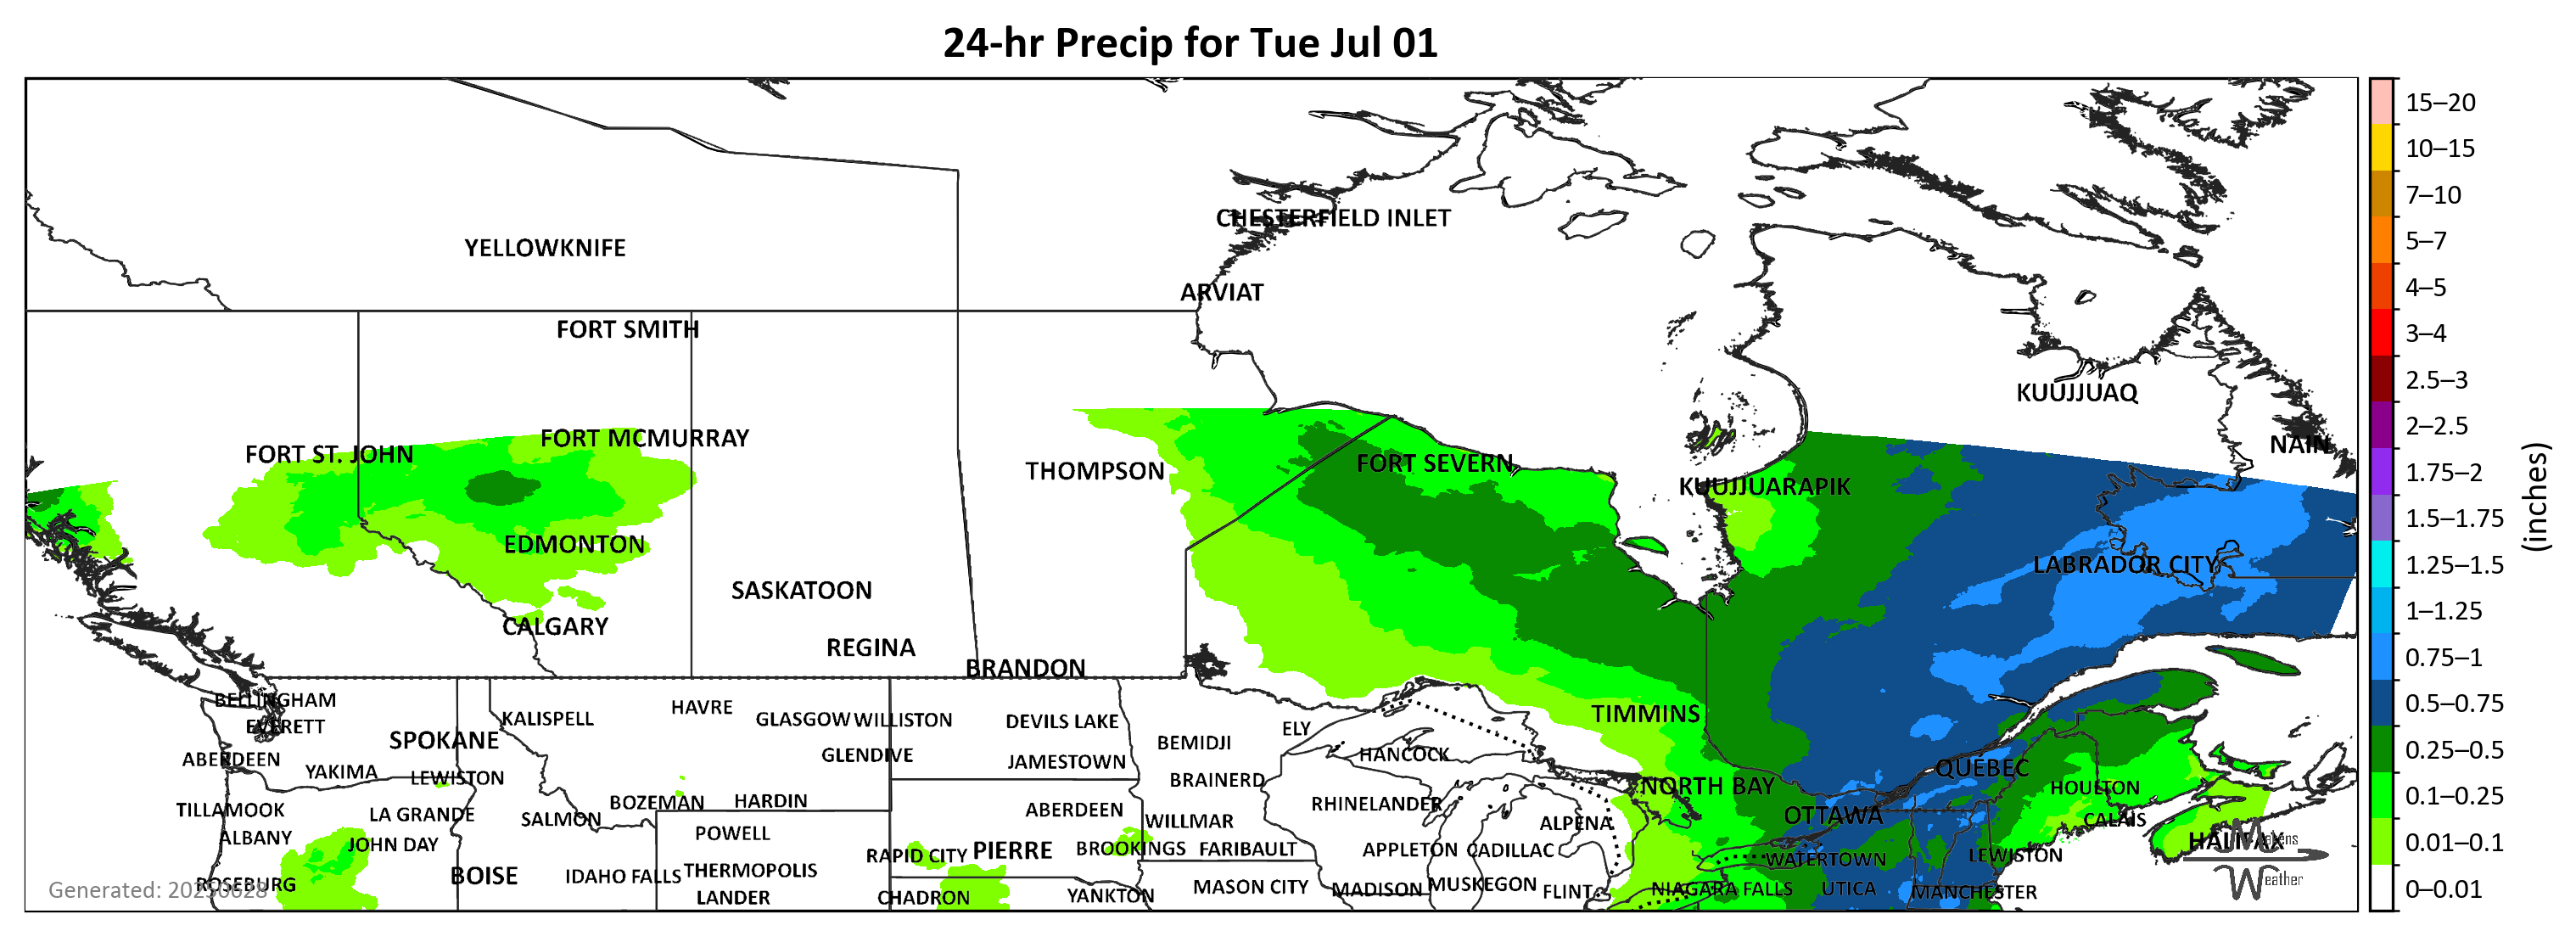 24-hr Precip for Tue Jul 01
15–20
10–15
7–10
5–7
4–5
3–4
2.5–3
2–2.5
1.75–2
1.5–1.75
1.25–1.5
1–1.25
0.75–1
0.5–0.75
0.25–0.5
0.1–0.25
0.01–0.1
0–0.01
(inches)
CHESTERFIELD INLET
YELLOWKNIFE
ARVIAT
FORT SMITH
KUUJJUAQ
FORT MCMURRAY
NAIN
FORT ST. JOHN
FORT SEVERN
THOMPSON
KUUJJUARAPIK
EDMONTON
LABRADOR CITY
SASKATOON
CALGARY
REGINA
BRANDON
BELLINGHAM
HAVRE
TIMMINS
KALISPELL
GLASGOW
WILLISTON
DEVILS LAKE
EVERETT
ELY
SPOKANE
BEMIDJI
GLENDIVE
HANCOCK
ABERDEEN
JAMESTOWN
QUÉBEC
YAKIMA
LEWISTON
BRAINERD
NORTH BAY
HOULTON
BOZEMAN
HARDIN
RHINELANDER
TILLAMOOK
ABERDEEN
LA GRANDE
OTTAWA
SALMON
WILLMAR
CALAIS
ALPENA
POWELL
ALBANY
HALIFAX
Makens
JOHN DAY
BROOKINGS
FARIBAULT
APPLETON
CADILLAC
PIERRE
RAPID CITY
LEWISTON
WATERTOWN
THERMOPOLIS
BOISE
IDAHO FALLS
Weather
ROSEBURG
MUSKEGON
MASON CITY
Generated: 20250628
NIAGARA FALLS
UTICA
MADISON
FLINT
MANCHESTER
YANKTON
LANDER
CHADRON